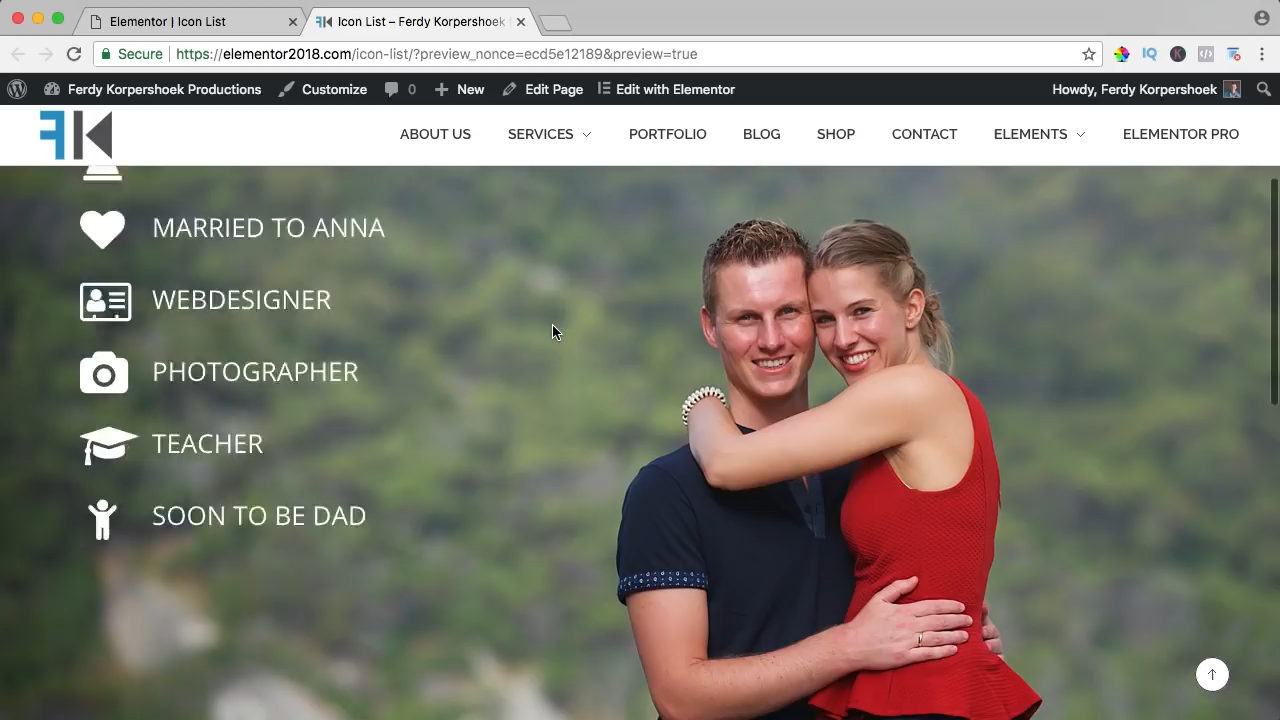 Elementor | Icon List
Icon List – Ferdy Korpershoek
Secure
https://elementor2018.com/icon-list/?preview_nonce=ecd5e12189&preview=true
Ferdy Korpershoek Productions
Customize
0
New
Edit Page
Edit with Elementor
Howdy, Ferdy Korpershoek
FK
ABOUT US
SERVICES
PORTFOLIO
BLOG
SHOP
CONTACT
ELEMENTS
ELEMENTOR PRO
MARRIED TO ANNA
WEBDESIGNER
PHOTOGRAPHER
TEACHER
SOON TO BE DAD